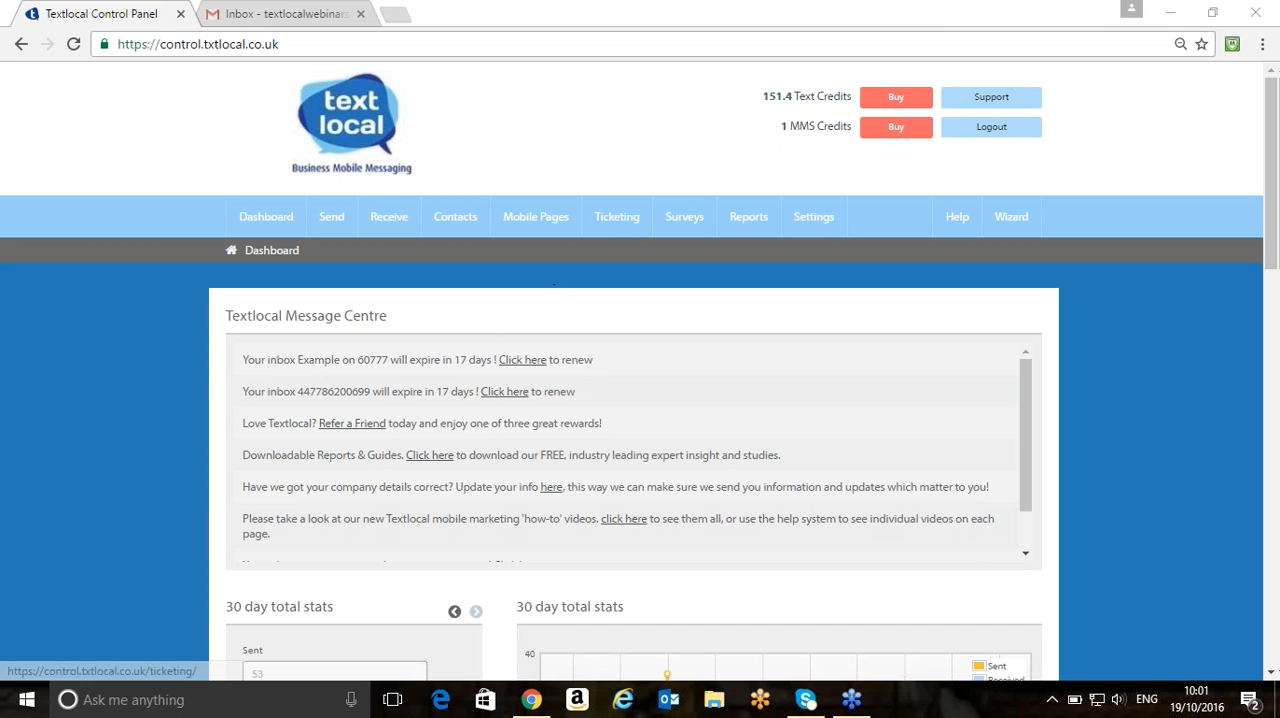 Textlocal Control Panel
Inbox - textlocalwebinar
https://control.txtlocal.co.uk
text
local
Business Mobile Messaging
151.4 Text Credits Buy Support
1 MMS Credits Buy Logout
Dashboard Send Receive Contacts Mobile Pages Ticketing Surveys Reports Settings Help Wizard
Dashboard
Textlocal Message Centre
Your inbox Example on 60777 will expire in 17 days ! Click here to renew
Your inbox 447786200699 will expire in 17 days ! Click here to renew
Love Textlocal? Refer a Friend today and enjoy one of three great rewards!
Downloadable Reports & Guides. Click here to download our FREE, industry leading expert insight and studies.
Have we got your company details correct? Update your info here, this way we can make sure we send you information and updates which matter to you!
Please take a look at our new Textlocal mobile marketing 'how-to' videos. click here to see them all, or use the help system to see individual videos on each
page.
30 day total stats
30 day total stats
Sent
53
40
Sent
Received
https://control.txtlocal.co.uk/ticketing/
Ask me anything
ENG
10:01
19/10/2016
2